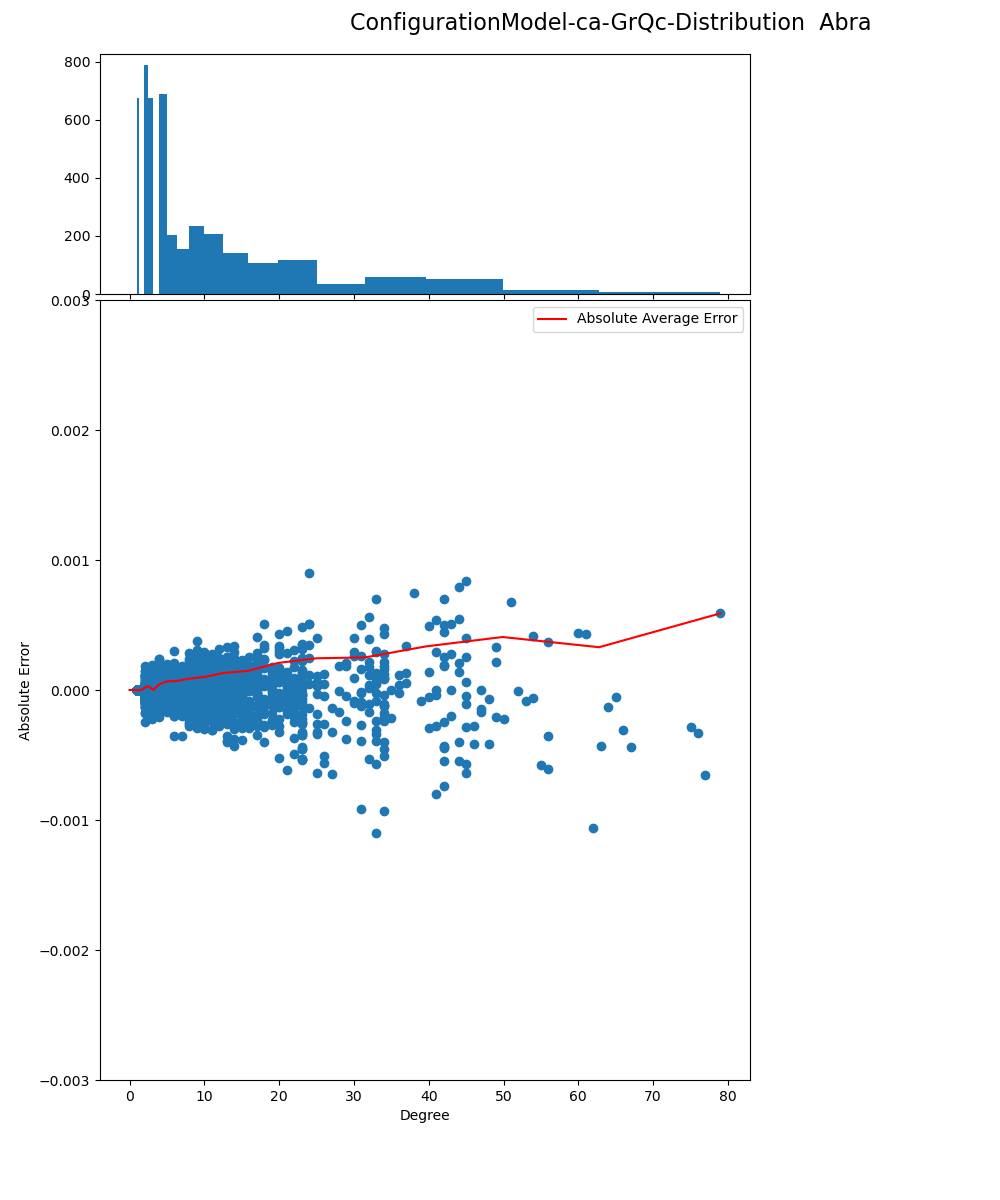 ConfigurationModel-ca-GrQc-Distribution  Abra
800
600
400
200
0
0.003
Absolute Average Error
0.002
0.001
0.000
−0.001
−0.002
−0.003
Absolute Error
0 10 20 30 40 50 60 70 80
Degree